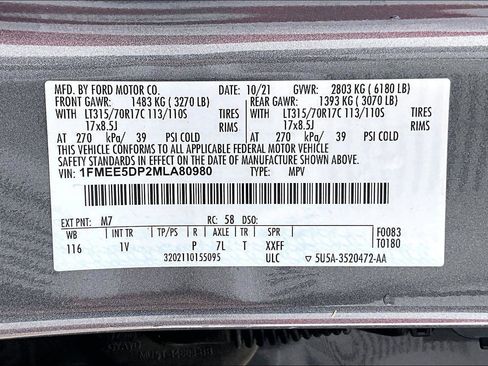 MFD. BY FORD MOTOR CO. 10/21 GVWR: 2803 KG ( 6180 LB)
FRONT GAWR: 1483 KG ( 3270 LB) REAR GAWR: 1393 KG ( 3070 LB)
WITH LT315/70R17C 113/110S TIRES WITH LT315/70R17C 113/110S TIRES
17x8.5J RIMS 17x8.5J RIMS
AT 270 kPa/ 39 PSI COLD AT 270 kPa/ 39 PSI COLD
THIS VEHICLE CONFORMS TO ALL APPLICABLE FEDERAL MOTOR VEHICLE
SAFETY STANDARDS IN EFFECT ON THE DATE OF MANUFACTURE SHOWN ABOVE.
VIN: 1FMEE5DP2MLA80980 TYPE: MPV
EXT PNT: M7 RC: 58 DSO:
WB INT TR TP/PS R AXLE TR SPR F0083
116 1V P 7L T XXFF T0180
3202110155095 ULC 5U5A-3520472-AA